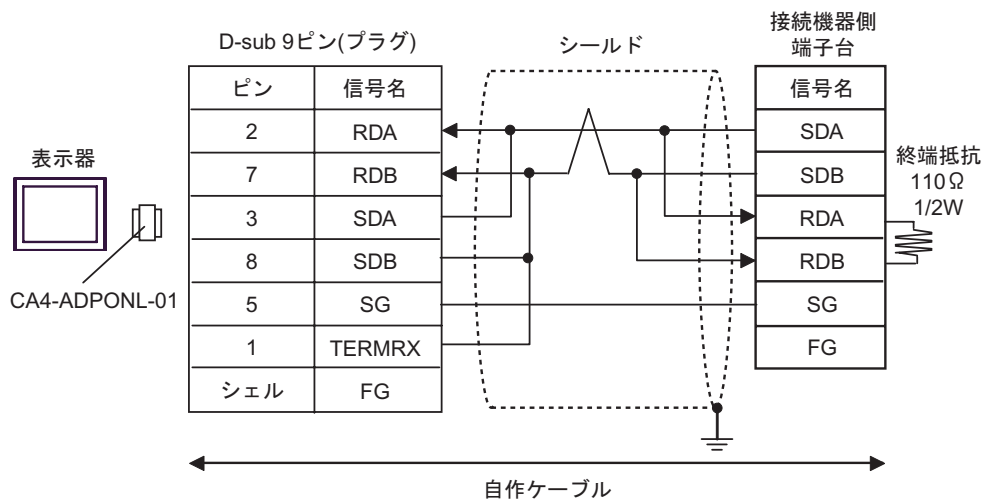 接続機器側
端子台
D-sub 9ピン(プラグ)
シールド
ピン 信号名
2 RDA
7 RDB
3 SDA
8 SDB
5 SG
1 TERMRX
シェル FG
信号名
SDA
SDB
RDA
RDB
SG
FG
表示器
CA4-ADPONL-01
終端抵抗
110Ω
1/2W
自作ケーブル